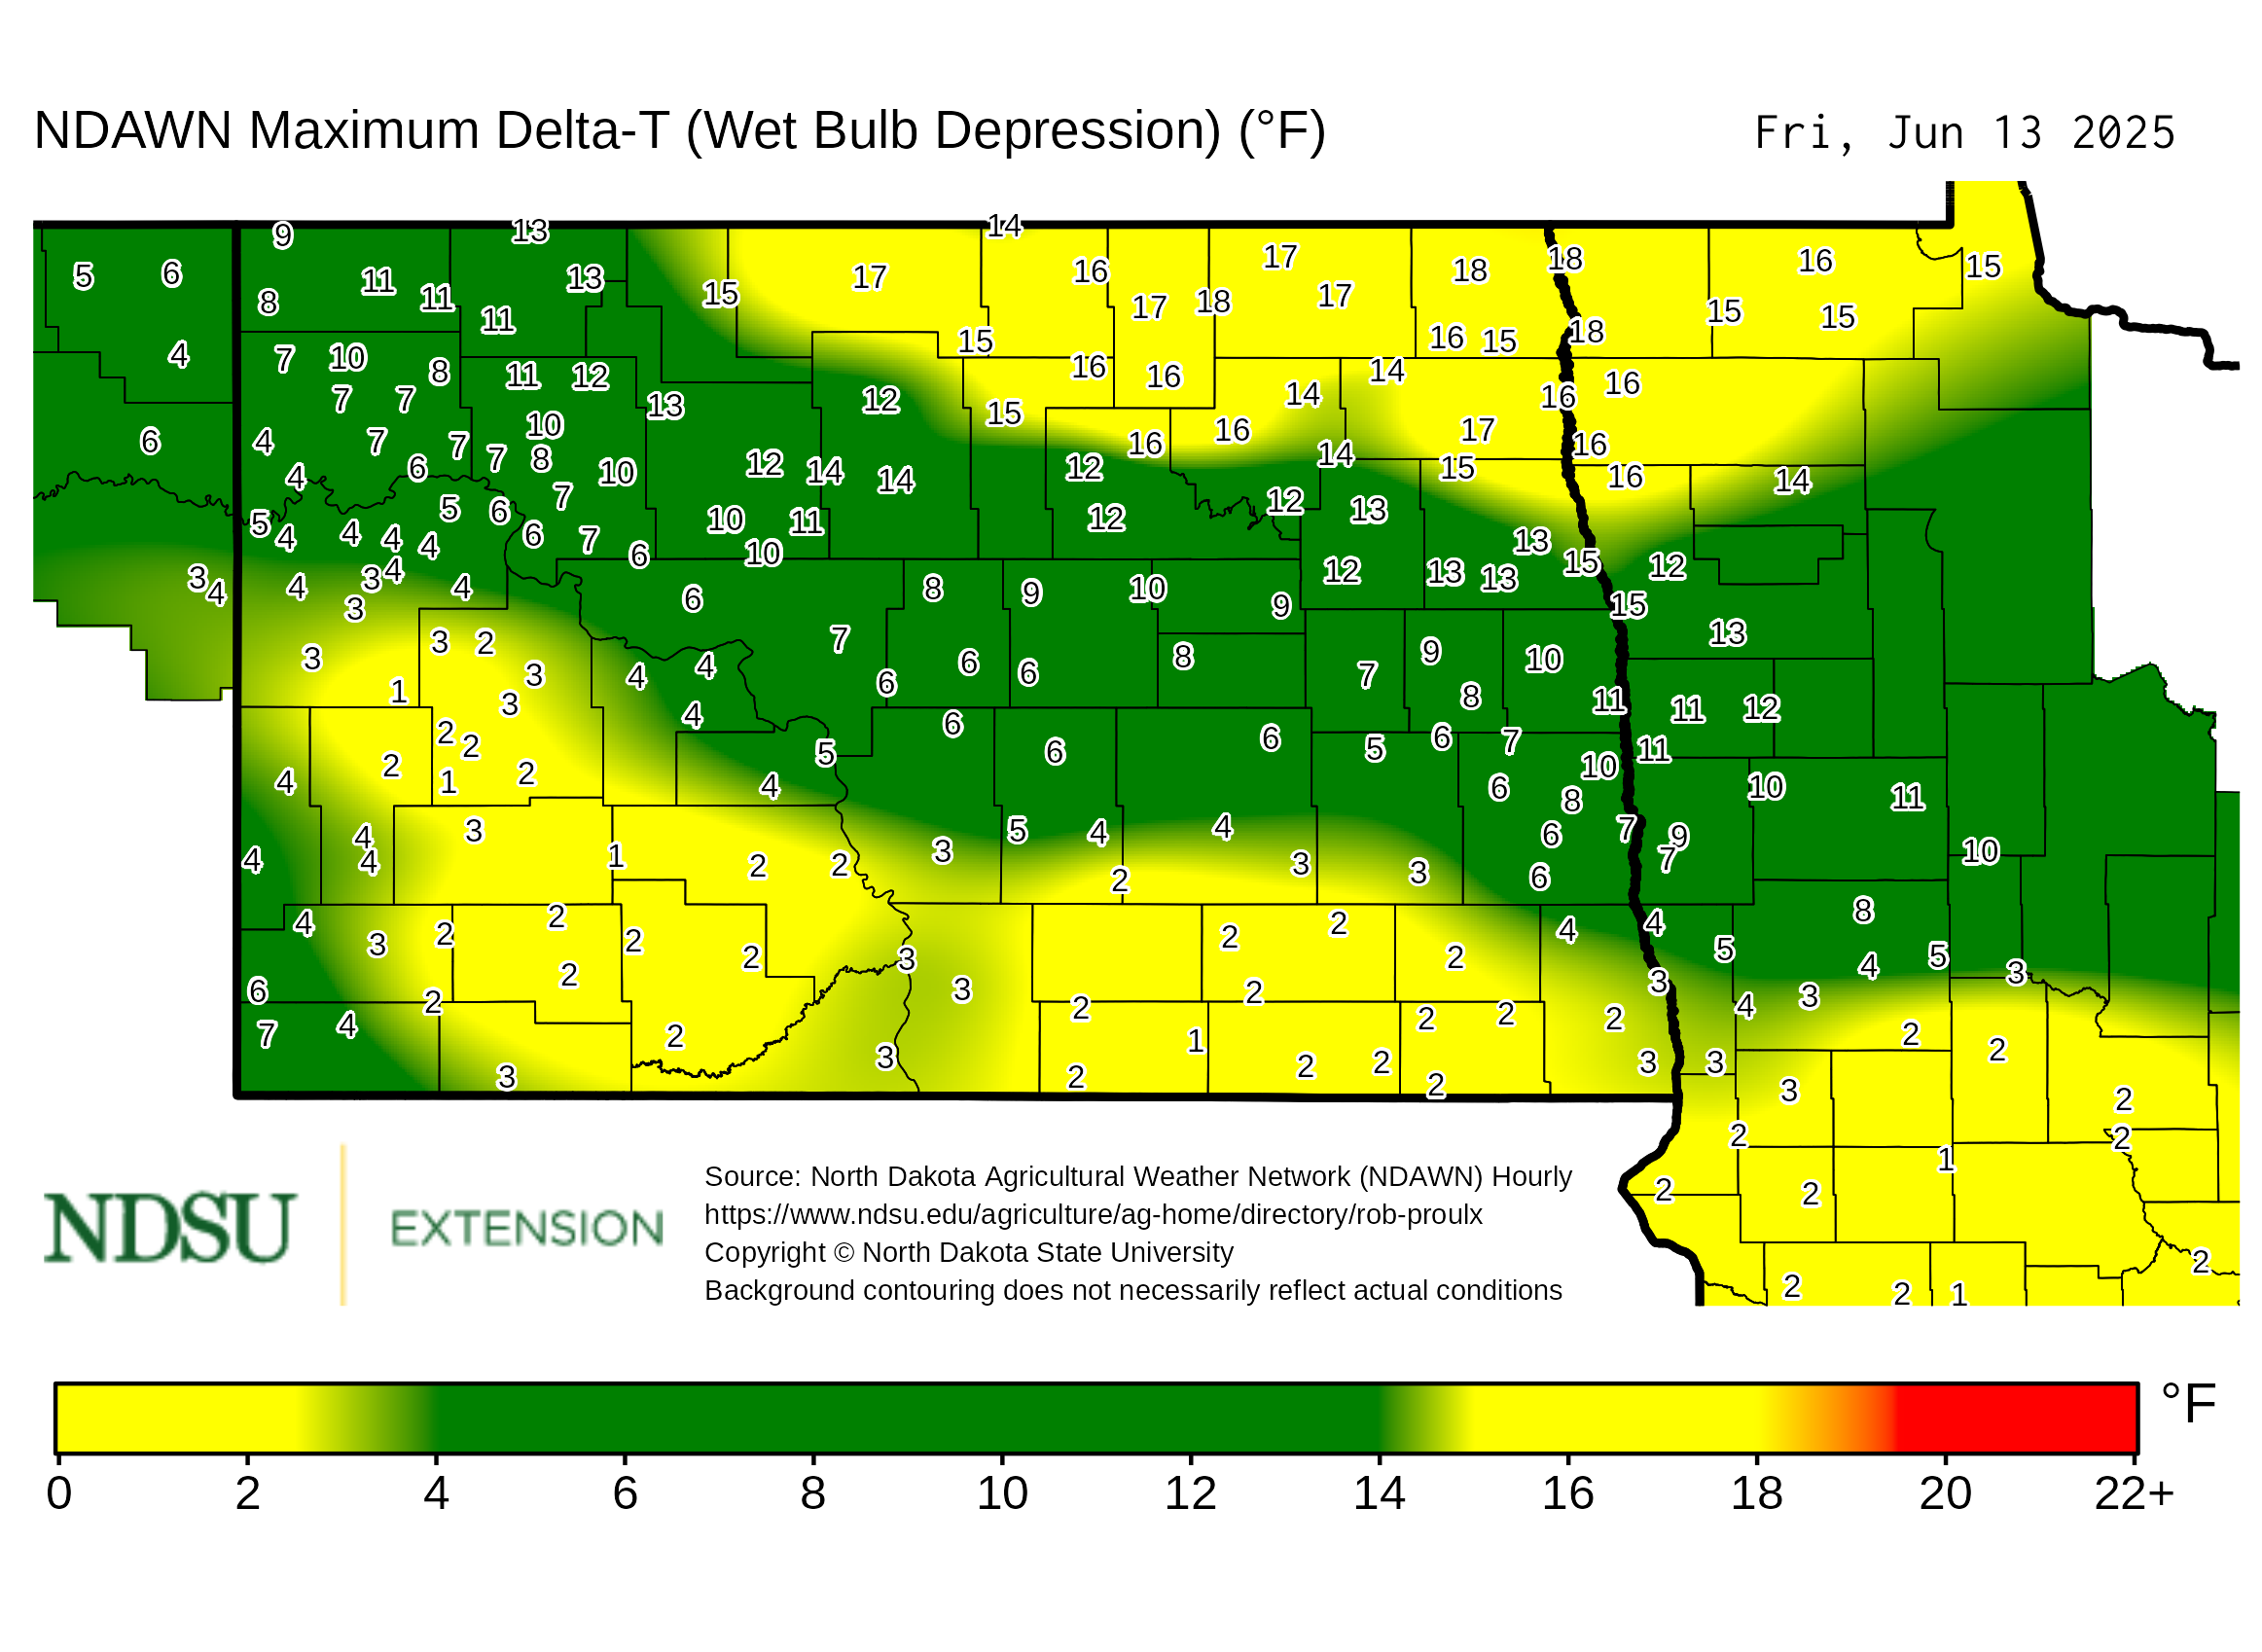 NDAWN Maximum Delta-T (Wet Bulb Depression) (°F)
Fri, Jun 13 2025
14
9 13
17 18 16 15
5 6 11 13 17 16 18
8 11 15 17 18 17
11 15 16 15 18 15 15
4 7 10 8 11 12 16 16 14 16
7 7 13 12 15 14 16
6 4 7 7 10 16 16 17 16
4 6 7 8 10 12 14 14 12 14 15 16 14
5 4 5 6 7 10 11 12 12 13
4 4 4 6 7 6 10 13 15 12
3 4 4 3 4 4 8 9 10 12 13 13
3 6 9 15
3 3 2 7 8 9 10 13
1 3 3 4 4 6 6 6 7 8 11 11 12
2 2 4 5 6 6 6 5 6 7 11
4 2 1 2 4 6 8 10 10 11
4 4 3 1 2 2 3 5 4 4 3 3 6 7 9 7 10
4 2 6
4 3 2 2 2 2 3 2 2 2 4 4 5 8
6 2 2 3 2 2 3 4 5 3
7 4 2 3 2 1 2 2 2 2 2 3 4 3 2 2
3 2 2 3 3 2
2 1 2
2 2
2 2 1 2
NDSU
EXTENSION
Source: North Dakota Agricultural Weather Network (NDAWN) Hourly
https://www.ndsu.edu/agriculture/ag-home/directory/rob-proulx
Copyright © North Dakota State University
Background contouring does not necessarily reflect actual conditions
°F
0 2 4 6 8 10 12 14 16 18 20 22+